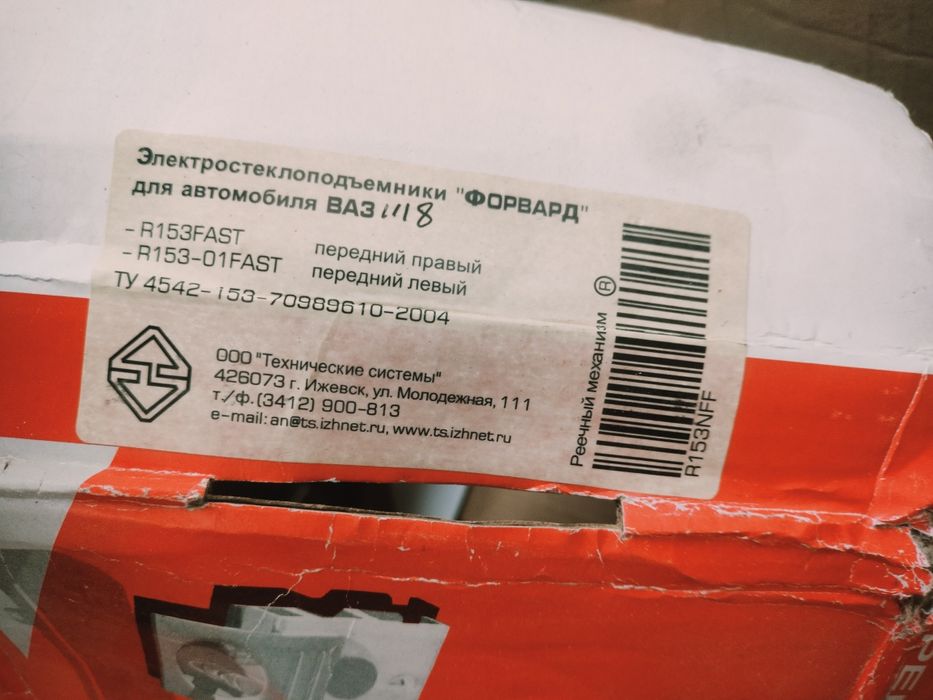 Электростеклоподъемники "ФОРВАРД"
для автомобиля ВАЗ 1118
- R153FAST передний правый
- R153-01FAST передний левый
ТУ 4542-153-70989610-2004
ООО "Технические системы"
426073 г. Ижевск, ул. Молодежная, 111
т/ф. (3412) 900-813
e-mail: an@ts.izhnet.ru, www.ts.izhnet.ru
Реечный механизм ®
R153NFF